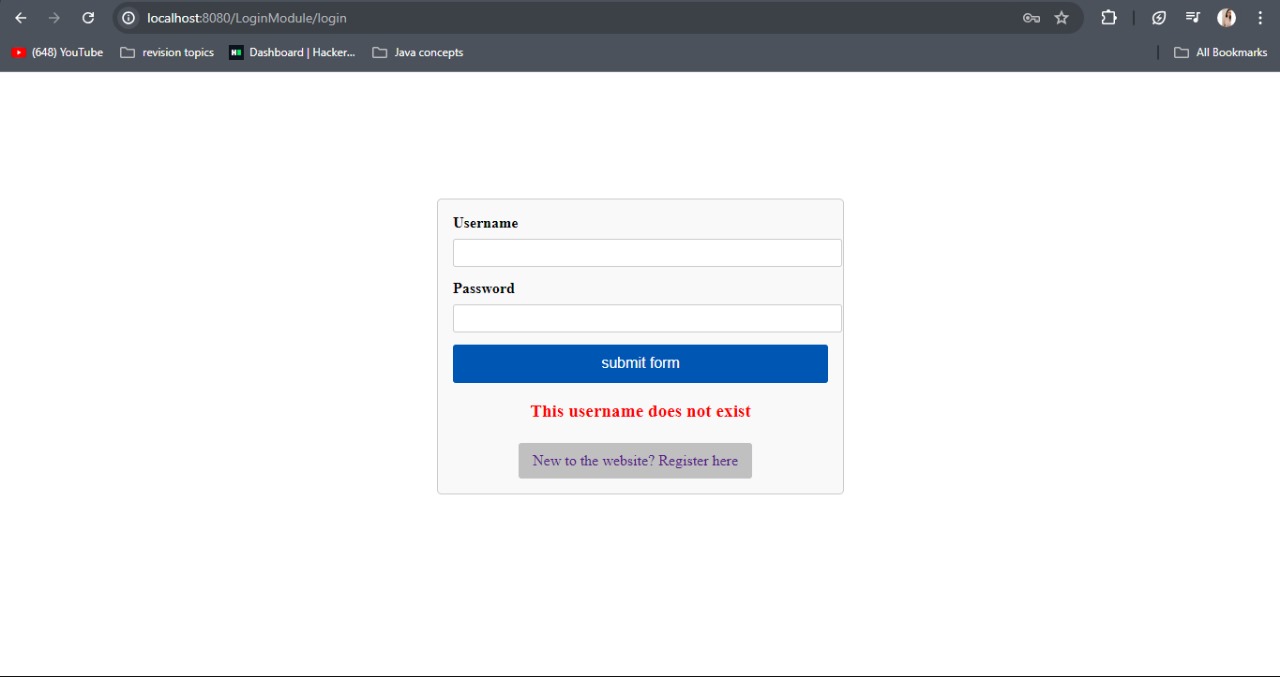 localhost:8080/LoginModule/login
(648) YouTube revision topics Dashboard | Hacker... Java concepts All Bookmarks
Username
Password
submit form
This username does not exist
New to the website? Register here